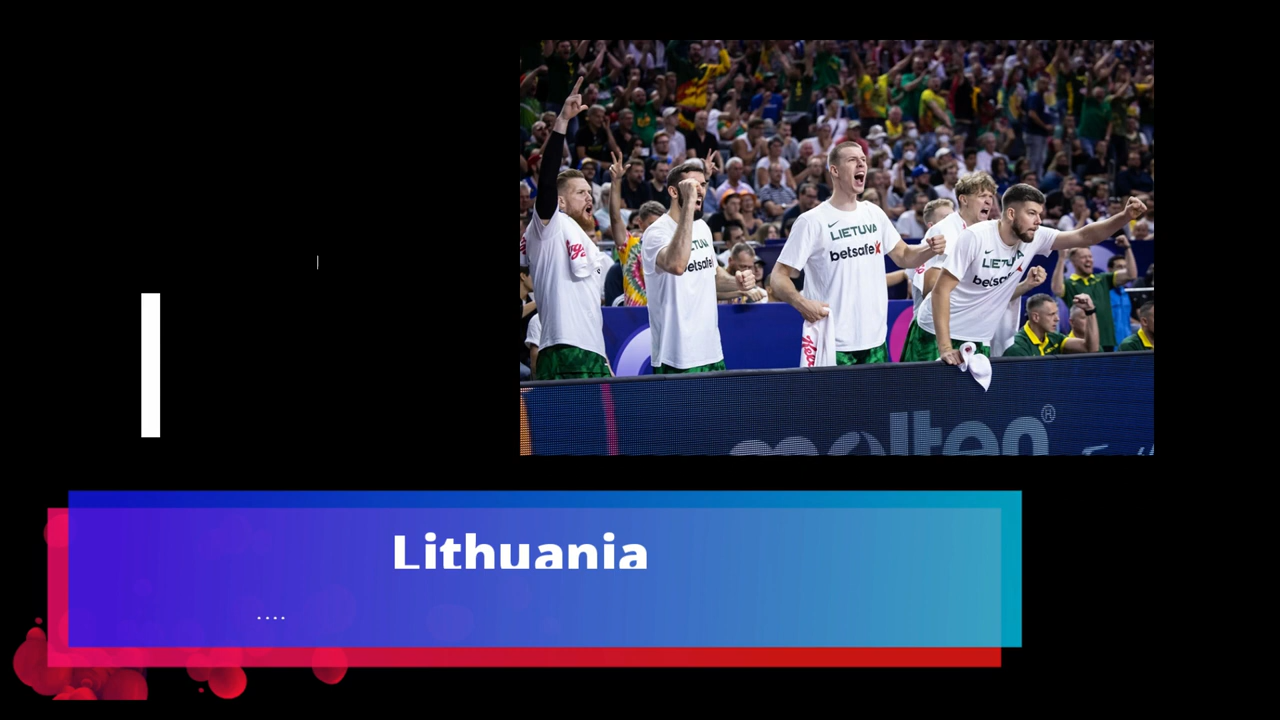 LIETUVA
betsafe
LIETUVA
betsafe
LIETUVA
betsafe
molten®
Lithuania
....